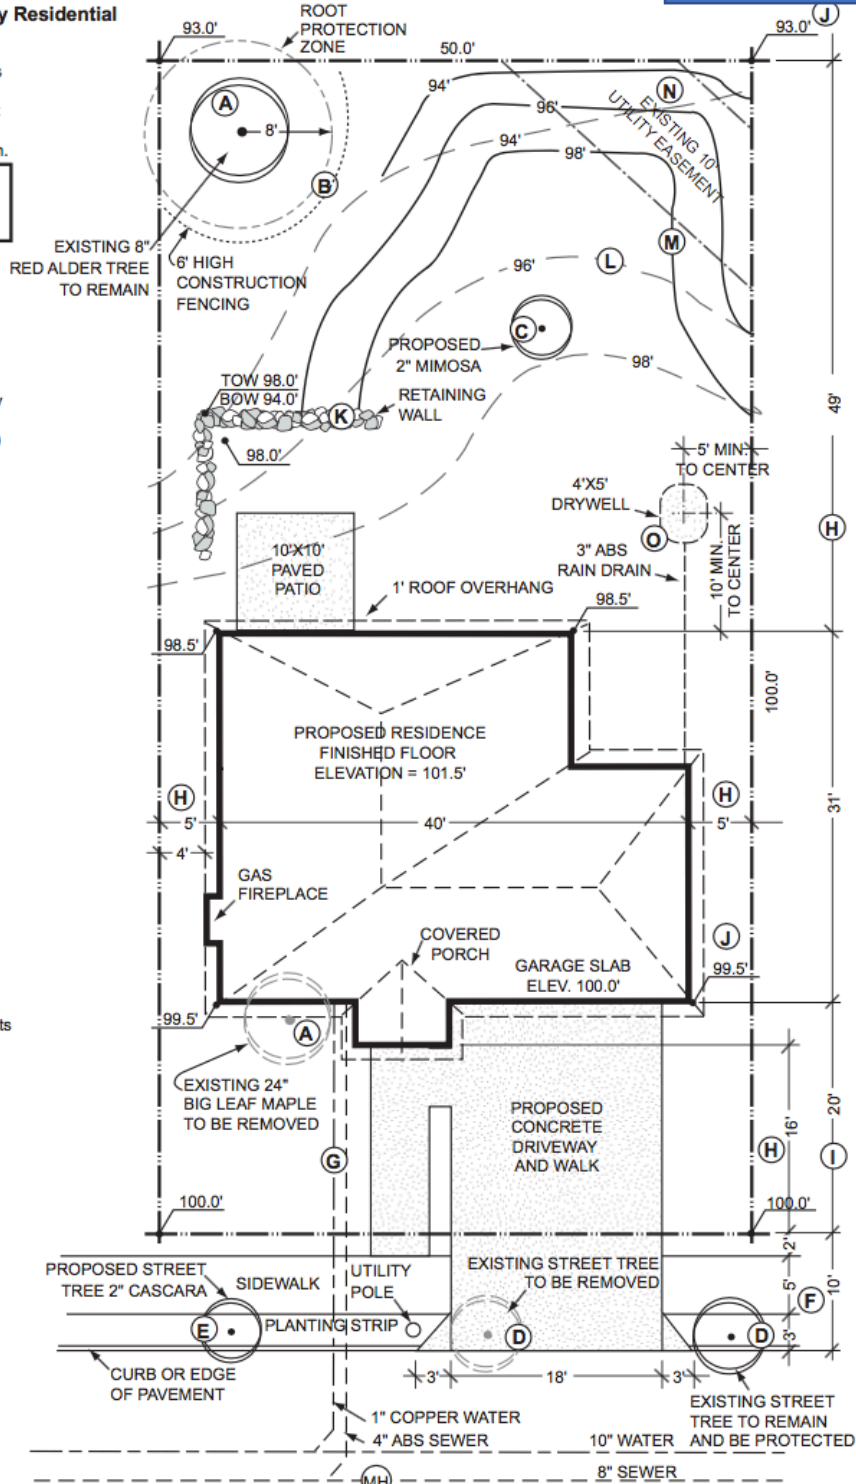 y Residential
J
93.0'
ROOT
PROTECTION
ZONE
50.0'
93.0'
s
A
8'
94'
N
96'
EXISTING 10'
UTILITY EASEMENT
94'
98'
n.
B
EXISTING 8"
RED ALDER TREE
TO REMAIN
6' HIGH
CONSTRUCTION
FENCING
M
L
96'
C
PROPOSED
2" MIMOSA
98'
TOW 98.0'
BOW 94.0'
K
RETAINING
WALL
49'
98.0'
5' MIN.
TO CENTER
4'X5'
DRYWELL
O
H
10'X10'
PAVED
PATIO
3" ABS
RAIN DRAIN
10' MIN.
TO CENTER
1' ROOF OVERHANG
98.5'
98.5'
100.0'
PROPOSED RESIDENCE
FINISHED FLOOR
ELEVATION = 101.5'
H
H
31'
5'
40'
5'
4'
GAS
FIREPLACE
COVERED
PORCH
J
GARAGE SLAB
ELEV. 100.0'
99.5'
99.5'
ts
A
EXISTING 24"
BIG LEAF MAPLE
TO BE REMOVED
PROPOSED
CONCRETE
DRIVEWAY
AND WALK
16'
20'
G
H
I
100.0'
100.0'
2'
PROPOSED STREET
TREE 2" CASCARA
SIDEWALK
UTILITY
POLE
EXISTING STREET TREE
TO BE REMOVED
5'
10'
F
E
PLANTING STRIP
D
D
3'
CURB OR EDGE
OF PAVEMENT
3'
18'
3'
EXISTING STREET
TREE TO REMAIN
AND BE PROTECTED
1" COPPER WATER
4" ABS SEWER
10" WATER
8" SEWER
MH